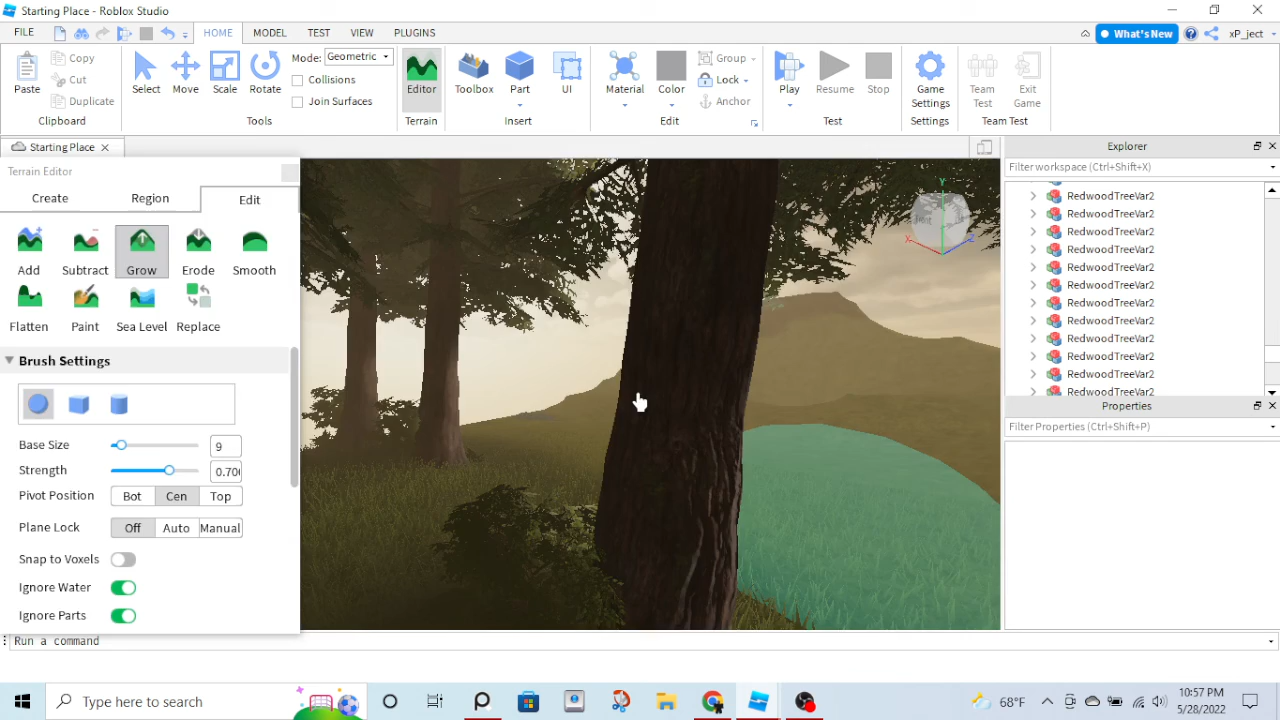 Starting Place - Roblox Studio
FILE HOME MODEL TEST VIEW PLUGINS What's New xP_ject
Paste Copy Cut Duplicate Clipboard
Select Move Scale Rotate Mode: Geometric Collisions Join Surfaces Tools
Editor Terrain
Toolbox Part UI Insert
Material Color Group Lock Anchor Edit
Play Resume Stop Test
Game Settings Settings
Team Test Exit Game Team Test
Starting Place
Terrain Editor
Create Region Edit
Add Subtract Grow Erode Smooth
Flatten Paint Sea Level Replace
Brush Settings
Base Size 9
Strength 0.70
Pivot Position Bot Cen Top
Plane Lock Off Auto Manual
Snap to Voxels
Ignore Water
Ignore Parts
Y
X
Z
Explorer
Filter workspace (Ctrl+Shift+X)
RedwoodTreeVar2
RedwoodTreeVar2
RedwoodTreeVar2
RedwoodTreeVar2
RedwoodTreeVar2
RedwoodTreeVar2
RedwoodTreeVar2
RedwoodTreeVar2
RedwoodTreeVar2
RedwoodTreeVar2
RedwoodTreeVar2
RedwoodTreeVar2
Properties
Filter Properties (Ctrl+Shift+P)
Run a command
Type here to search
68°F
10:57 PM
5/28/2022